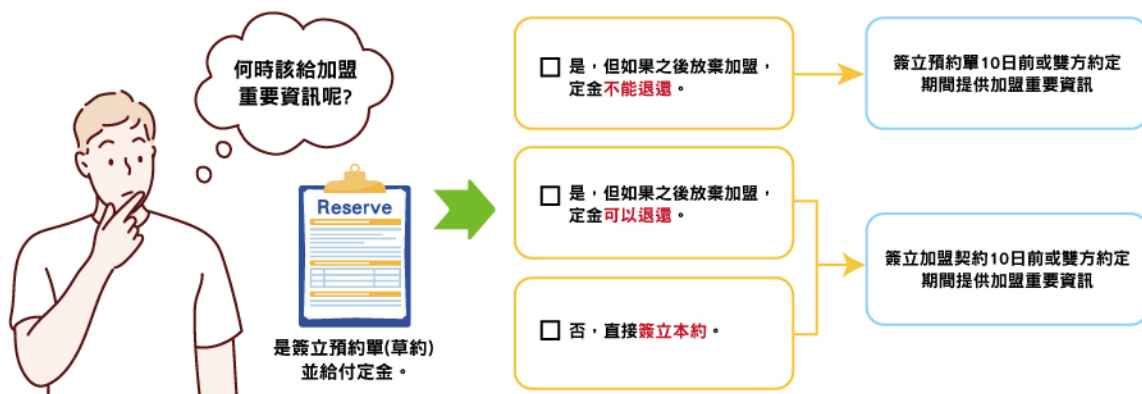 何時該給加盟
重要資訊呢?
Reserve
是簽立預約單(草約)
並給付定金。
是，但如果之後放棄加盟，
定金不能退還。
簽立預約單10日前或雙方約定
期間提供加盟重要資訊
是，但如果之後放棄加盟，
定金可以退還。
否，直接簽立本約。
簽立加盟契約10日前或雙方約定
期間提供加盟重要資訊